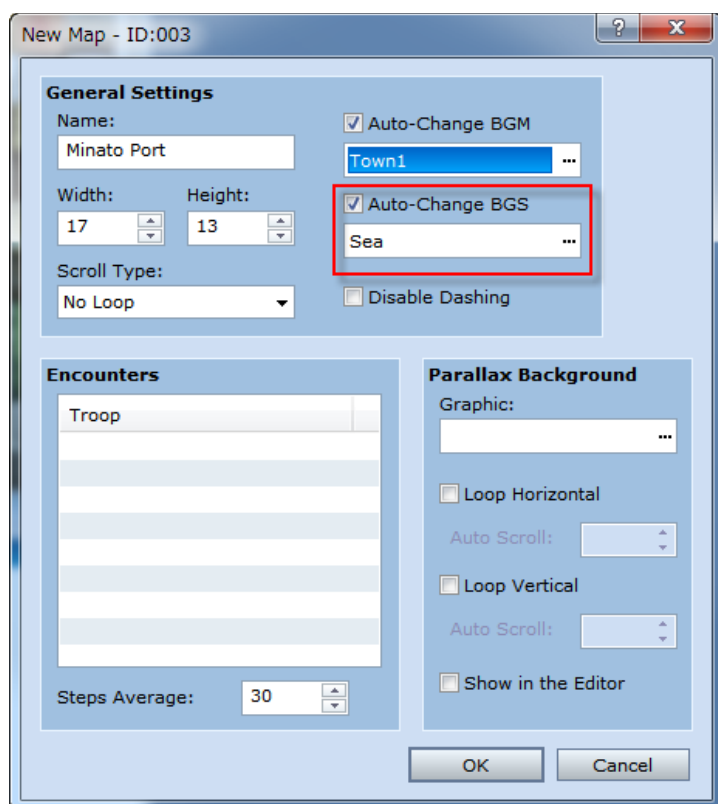 New Map - ID:003
?
X
General Settings
Name:
Minato Port
Auto-Change BGM
Town1 ...
Width: Height:
17 13
Auto-Change BGS
Sea ...
Scroll Type:
No Loop
Disable Dashing
Encounters
Troop
Steps Average: 30
Parallax Background
Graphic:
...
Loop Horizontal
Auto Scroll:
Loop Vertical
Auto Scroll:
Show in the Editor
OK Cancel